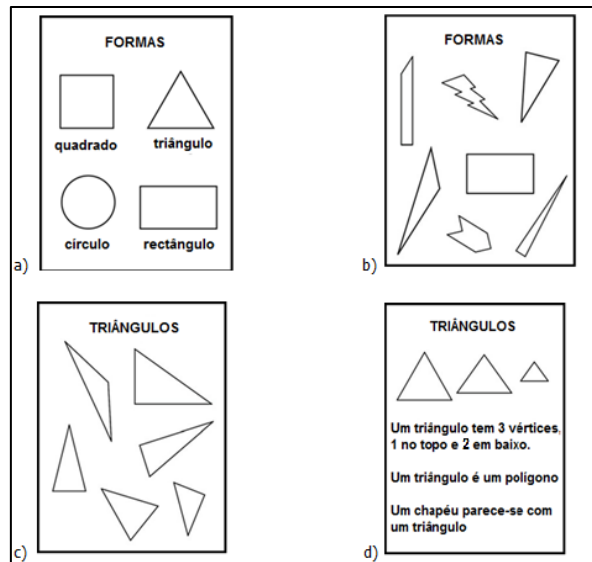 FORMAS
quadrado
triângulo
círculo
rectângulo
a)
FORMAS
b)
TRIÂNGULOS
c)
TRIÂNGULOS
Um triângulo tem 3 vértices,
1 no topo e 2 em baixo.
Um triângulo é um polígono
Um chapéu parece-se com
um triângulo
d)